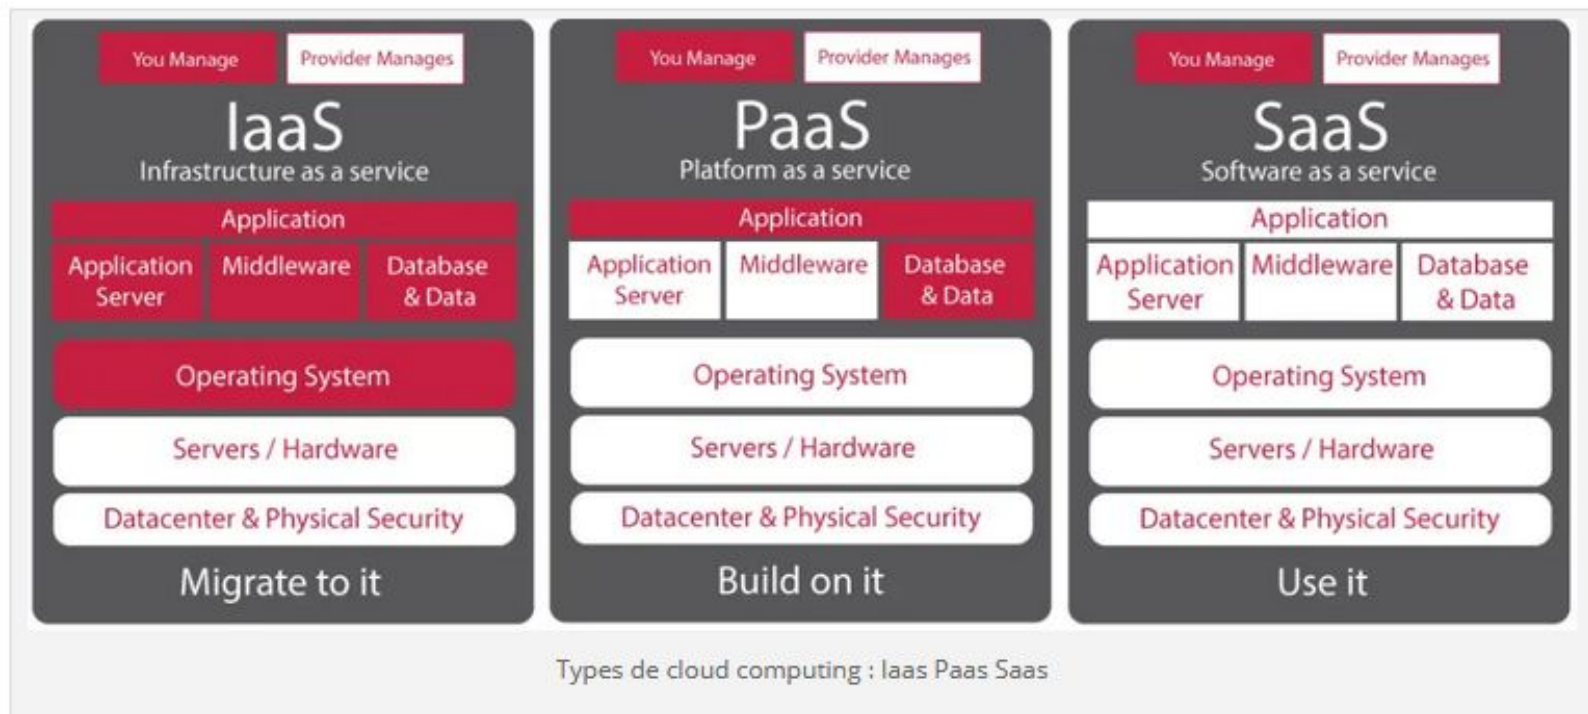 You Manage
Provider Manages
IaaS
Infrastructure as a service
Application
Application
Server
Middleware
Database
& Data
Operating System
Servers / Hardware
Datacenter & Physical Security
Migrate to it
You Manage
Provider Manages
PaaS
Platform as a service
Application
Application
Server
Middleware
Database
& Data
Operating System
Servers / Hardware
Datacenter & Physical Security
Build on it
You Manage
Provider Manages
SaaS
Software as a service
Application
Application
Server
Middleware
Database
& Data
Operating System
Servers / Hardware
Datacenter & Physical Security
Use it
Types de cloud computing : Iaas Paas Saas